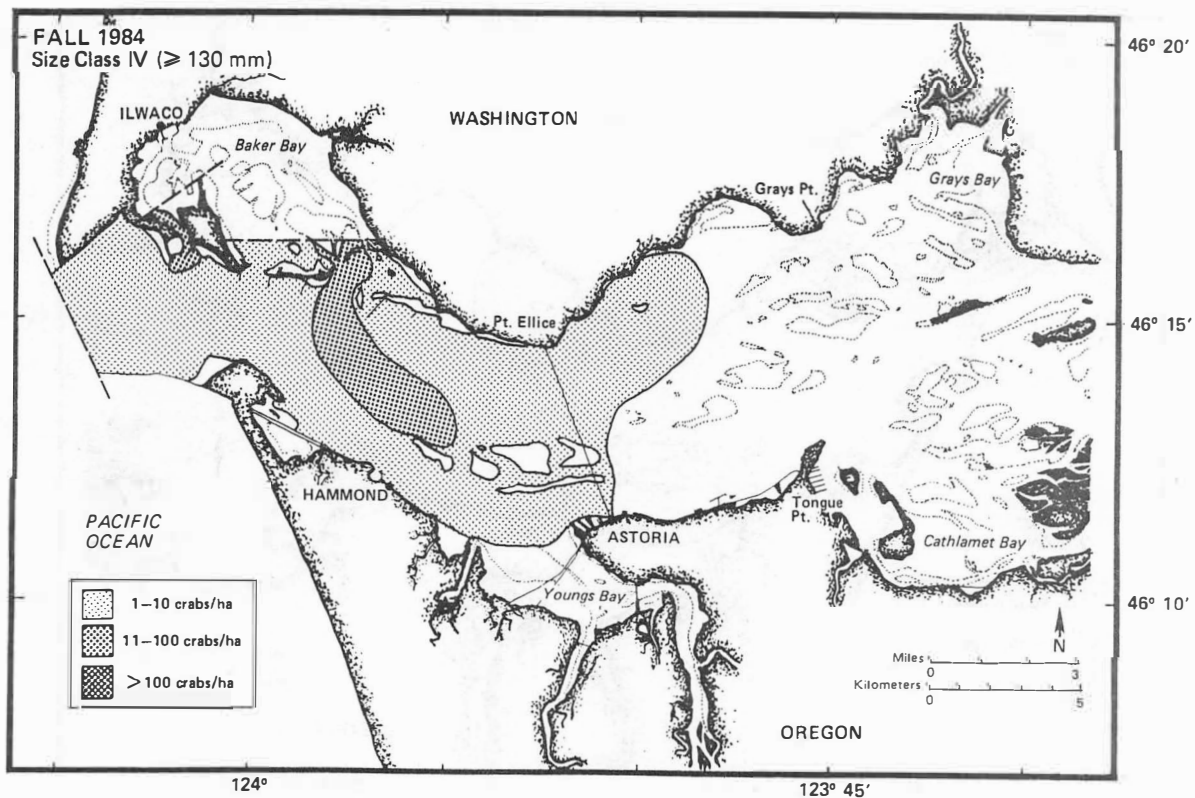 FALL 1984
Size Class IV (≥ 130 mm)
46° 20′
ILWACO
WASHINGTON
Baker Bay
Grays Pt.
Grays Bay
Pt. Ellice
46° 15′
HAMMOND
Tongue
Pt.
PACIFIC
OCEAN
ASTORIA
Cathlamet Bay
Youngs Bay
1–10 crabs/ha
11–100 crabs/ha
>100 crabs/ha
46° 10′
N
Miles
0 3
Kilometers
0 5
OREGON
124°
123° 45′